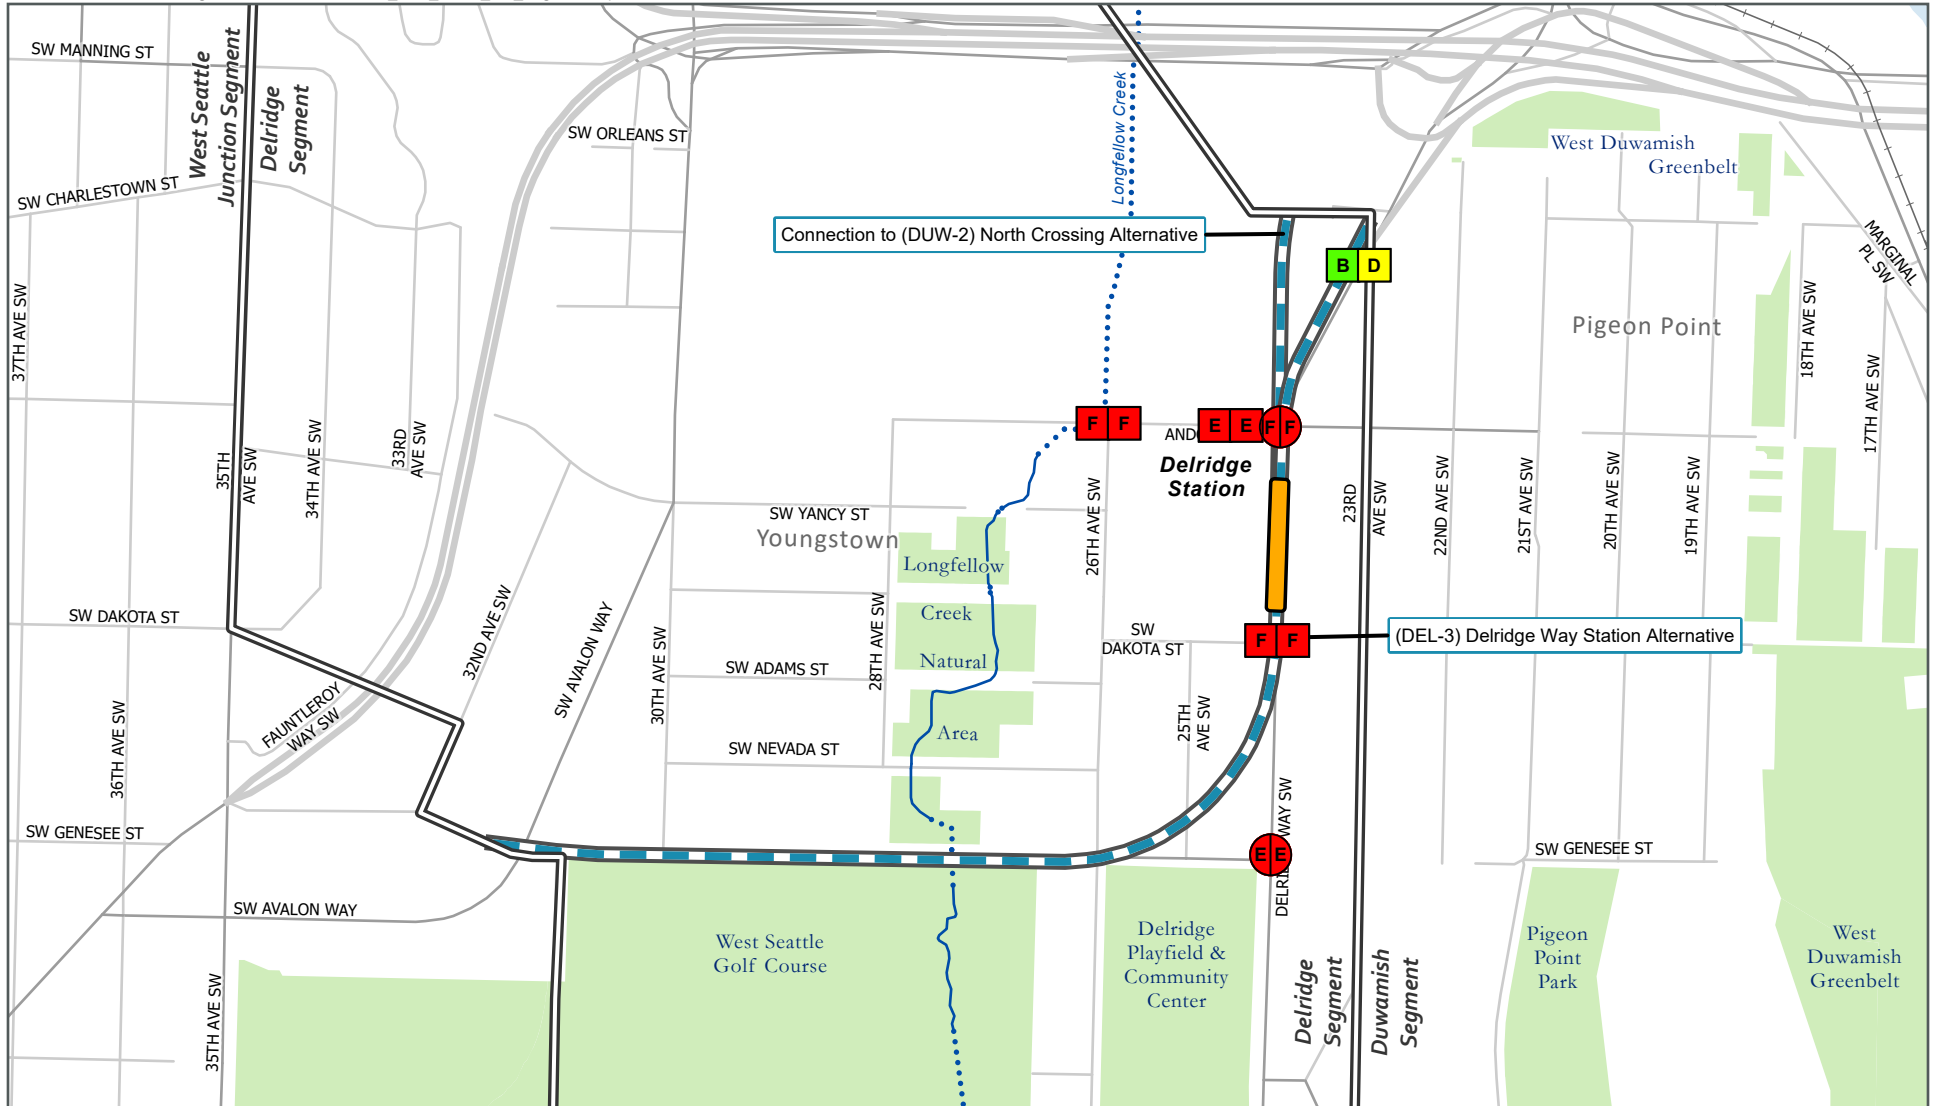 SW MANNING ST
West Seattle
Junction Segment
Delridge
Segment
SW ORLEANS ST
Longfellow Creek
West Duwamish
Greenbelt
SW CHARLESTOWN ST
Connection to (DUW-2) North Crossing Alternative
B D
MARGINAL
PL SW
37TH AVE SW
Pigeon Point
18TH AVE SW
17TH AVE SW
F F
AND
E E
F F
Delridge
Station
35TH
AVE SW
34TH AVE SW
33RD
AVE SW
26TH AVE SW
23RD
AVE SW
22ND AVE SW
21ST AVE SW
20TH AVE SW
19TH AVE SW
SW YANCY ST
Youngstown
Longfellow
Creek
Natural
Area
SW DAKOTA ST
32ND AVE SW
SW AVALON WAY
30TH AVE SW
28TH AVE SW
SW
DAKOTA ST
F F
(DEL-3) Delridge Way Station Alternative
SW ADAMS ST
25TH
AVE SW
FAUNTLEROY
WAY SW
36TH AVE SW
SW NEVADA ST
SW GENESEE ST
E E
DELRID WAY SW
SW GENESEE ST
SW AVALON WAY
West Seattle
Golf Course
Delridge
Playfield &
Community
Center
Pigeon
Point
Park
West
Duwamish
Greenbelt
35TH AVE SW
Delridge
Segment
Duwamish
Segment